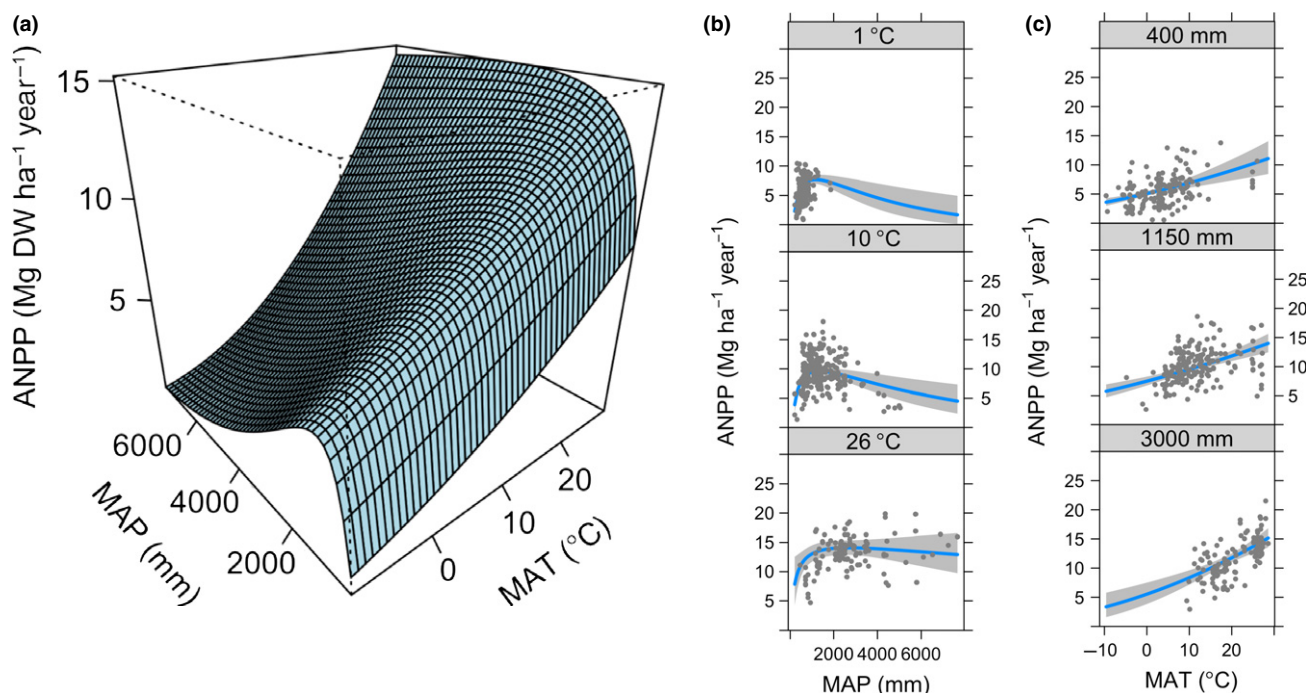 (a)
ANPP (Mg DW ha⁻¹ year⁻¹)
15
10
5
6000
4000
2000
MAP (mm)
0
10
20
MAT (°C)
(b)
ANPP (Mg ha⁻¹ year⁻¹)
1 °C
25
20
15
10
5
10 °C
25
20
15
10
5
26 °C
25
20
15
10
5
2000 4000 6000
MAP (mm)
(c)
ANPP (Mg ha⁻¹ year⁻¹)
400 mm
25
20
15
10
5
1150 mm
25
20
15
10
5
3000 mm
25
20
15
10
5
−10 0 10 20
MAT (°C)